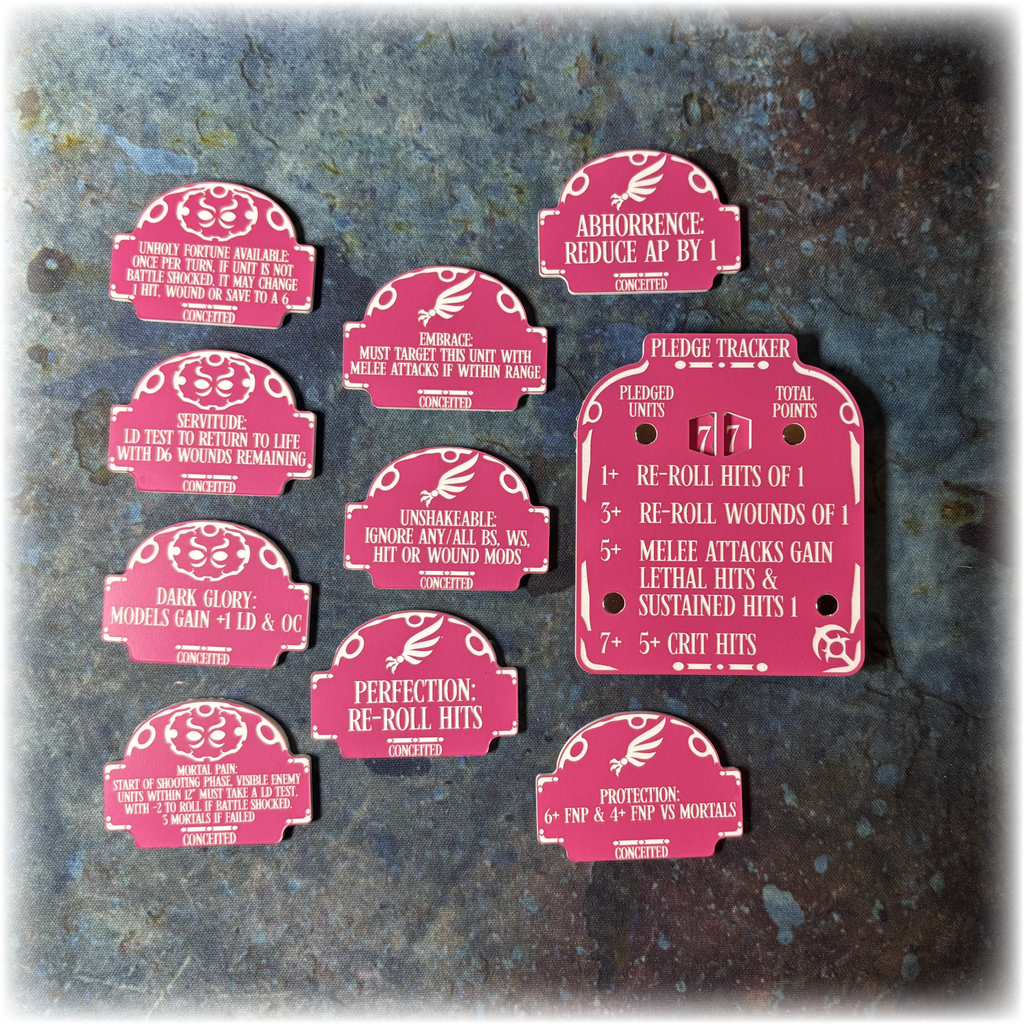 UNHOLY FORTUNE AVAILABLE:
ONCE PER TURN, IF UNIT IS NOT
BATTLE SHOCKED, IT MAY CHANGE
1 HIT, WOUND OR SAVE TO A 6
CONCEITED
SERVITUDE:
LD TEST TO RETURN TO LIFE
WITH D6 WOUNDS REMAINING
CONCEITED
DARK GLORY:
MODELS GAIN +1 LD & OC
CONCEITED
MORTAL PAIN:
START OF SHOOTING PHASE, VISIBLE ENEMY
UNITS WITHIN 12" MUST TAKE A LD TEST,
WITH -2 TO ROLL IF BATTLE SHOCKED.
3 MORTALS IF FAILED
CONCEITED
EMBRACE:
MUST TARGET THIS UNIT WITH
MELEE ATTACKS IF WITHIN RANGE
CONCEITED
UNSHAKEABLE:
IGNORE ANY/ALL BS, WS,
HIT OR WOUND MODS
CONCEITED
PERFECTION:
RE-ROLL HITS
CONCEITED
ABHORRENCE:
REDUCE AP BY 1
CONCEITED
PLEDGE TRACKER
PLEDGED UNITS
TOTAL POINTS
7 7
1+ RE-ROLL HITS OF 1
3+ RE-ROLL WOUNDS OF 1
5+ MELEE ATTACKS GAIN
LETHAL HITS &
SUSTAINED HITS 1
7+ 5+ CRIT HITS
PROTECTION:
6+ FNP & 4+ FNP VS MORTALS
CONCEITED